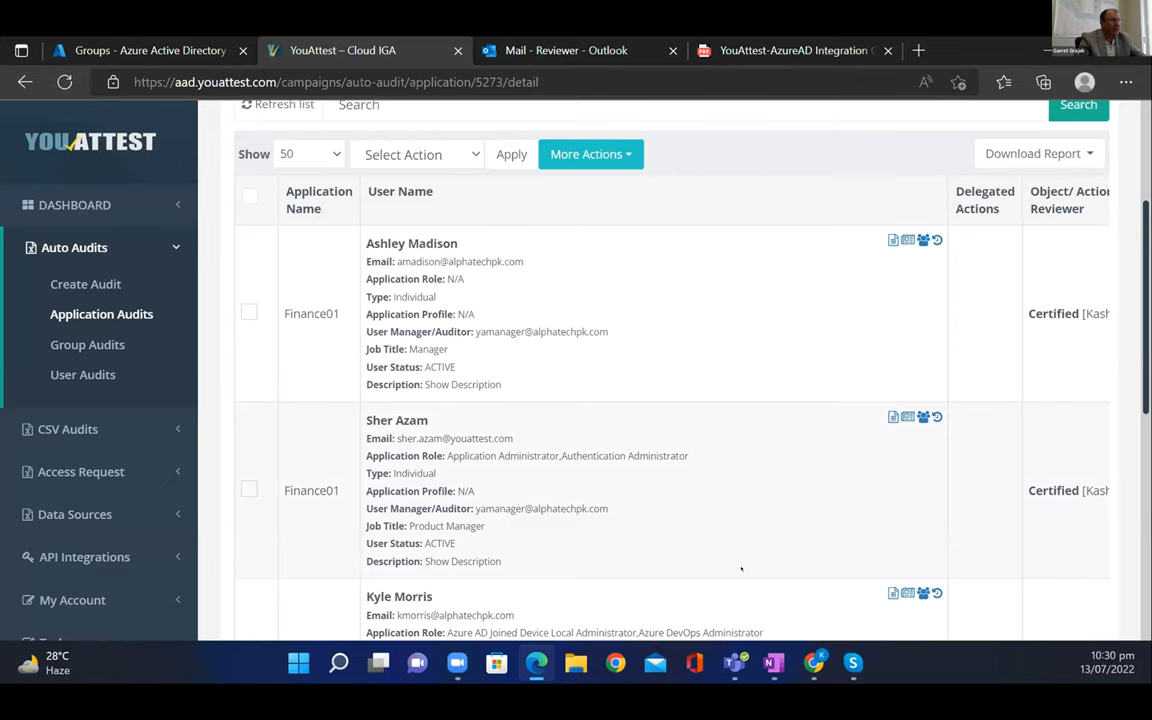 Groups - Azure Active Directory
YouAttest – Cloud IGA
Mail - Reviewer - Outlook
YouAttest-AzureAD Integration
Garret Grajek
https://aad.youattest.com/campaigns/auto-audit/application/5273/detail
YOUATTEST
Refresh list
Search
Search
Show
50
Select Action
Apply
More Actions
Download Report
DASHBOARD
Auto Audits
Create Audit
Application Audits
Group Audits
User Audits
CSV Audits
Access Request
Data Sources
API Integrations
My Account
Application
Name
User Name
Delegated
Actions
Object/ Action
Reviewer
Finance01
Ashley Madison
Email: amadison@alphatechpk.com
Application Role: N/A
Type: Individual
Application Profile: N/A
User Manager/Auditor: yamanager@alphatechpk.com
Job Title: Manager
User Status: ACTIVE
Description: Show Description
Certified [Kash
Finance01
Sher Azam
Email: sher.azam@youattest.com
Application Role: Application Administrator,Authentication Administrator
Type: Individual
Application Profile: N/A
User Manager/Auditor: yamanager@alphatechpk.com
Job Title: Product Manager
User Status: ACTIVE
Description: Show Description
Certified [Kash
Kyle Morris
Email: kmorris@alphatechpk.com
Application Role: Azure AD Joined Device Local Administrator,Azure DevOps Administrator
28°C
Haze
10:30 pm
13/07/2022